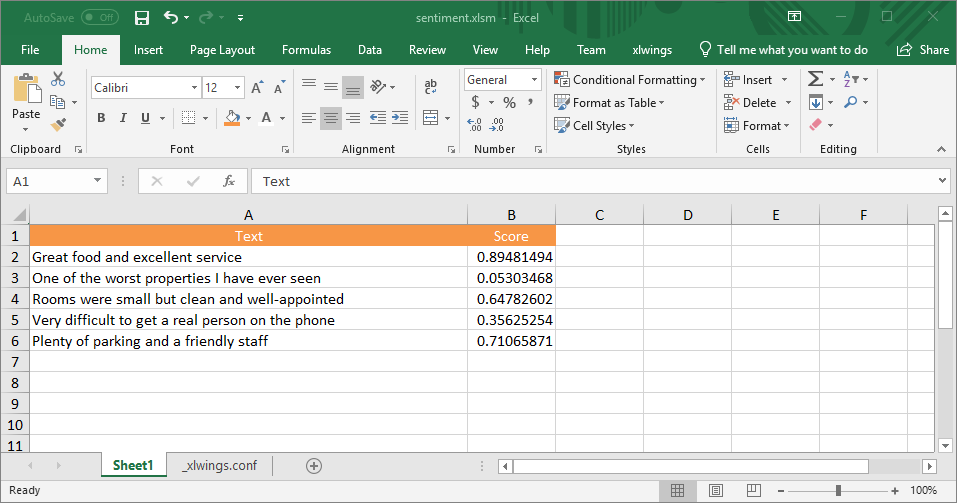 AutoSave Off sentiment.xlsm - Excel
File Home Insert Page Layout Formulas Data Review View Help Team xlwings Tell me what you want to do Share
Paste Calibri 12 General Conditional Formatting Insert
B I U A $ % , Format as Table Delete
Cell Styles Format
Clipboard Font Alignment Number Styles Cells Editing
A1 fx Text
A B C D E F
1 Text Score
2 Great food and excellent service 0.89481494
3 One of the worst properties I have ever seen 0.05303468
4 Rooms were small but clean and well-appointed 0.64782602
5 Very difficult to get a real person on the phone 0.35625254
6 Plenty of parking and a friendly staff 0.71065871
7
8
9
10
11
Sheet1 _xlwings.conf
Ready 100%